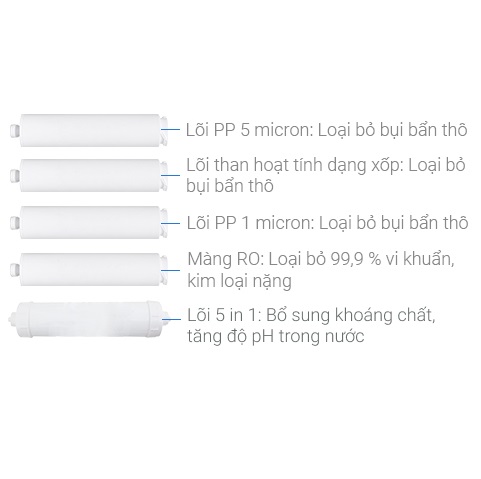 Lõi PP 5 micron: Loại bỏ bụi bẩn thô
Lõi than hoạt tính dạng xốp: Loại bỏ
bụi bẩn thô
Lõi PP 1 micron: Loại bỏ bụi bẩn thô
Màng RO: Loại bỏ 99,9 % vi khuẩn,
kim loại nặng
Lõi 5 in 1: Bổ sung khoáng chất,
tăng độ pH trong nước